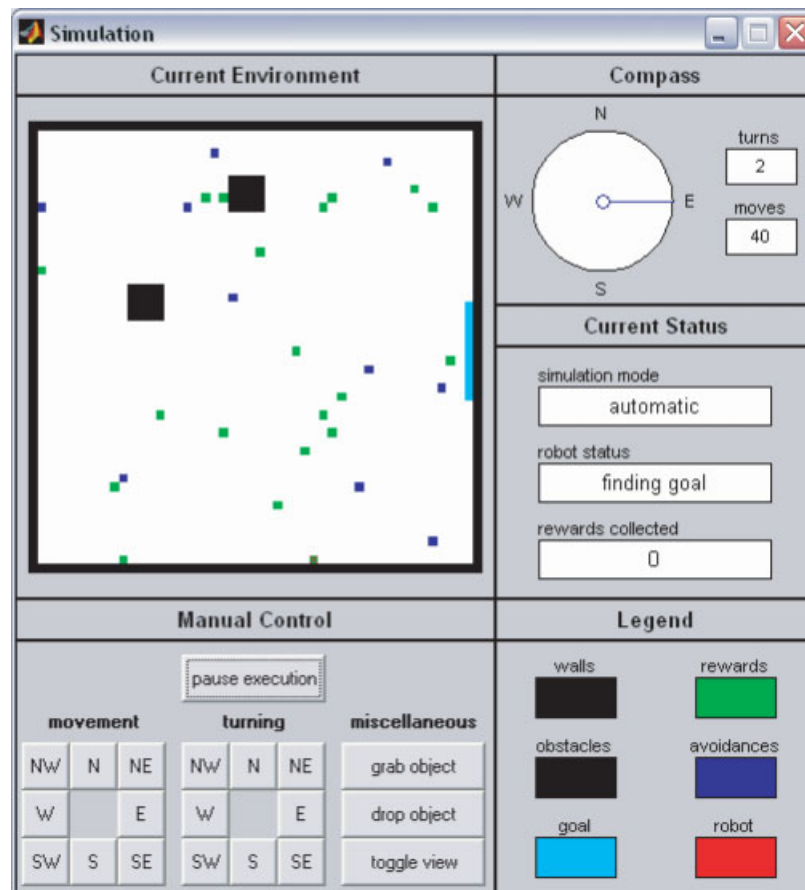 Simulation
Current Environment
Compass
N
W
E
S
turns
2
moves
40
Current Status
simulation mode
automatic
robot status
finding goal
rewards collected
0
Manual Control
pause execution
movement
turning
miscellaneous
NW N NE
NW N NE
grab object
W E
W E
drop object
SW S SE
SW S SE
toggle view
Legend
walls
rewards
obstacles
avoidances
goal
robot